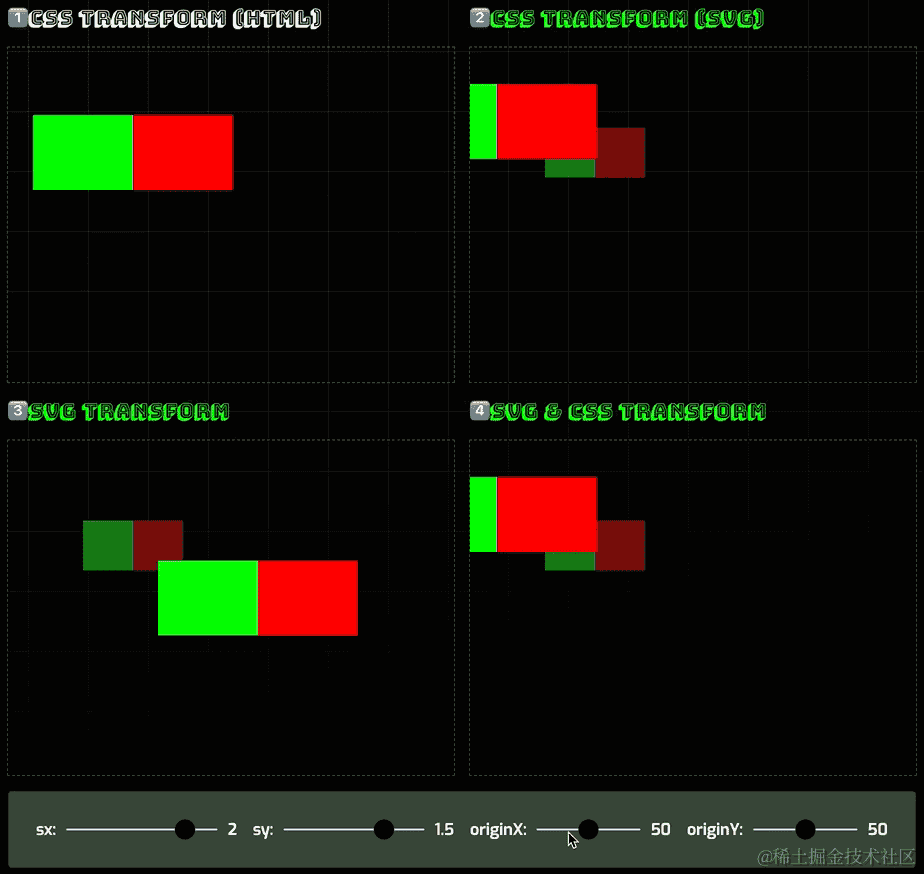 1 CSS TRANSFORM (HTML)
2 CSS TRANSFORM (SVG)
3 SVG TRANSFORM
4 SVG & CSS TRANSFORM
sx: 2 sy: 1.5 originX: 50 originY: 50
@稀土掘金技术社区